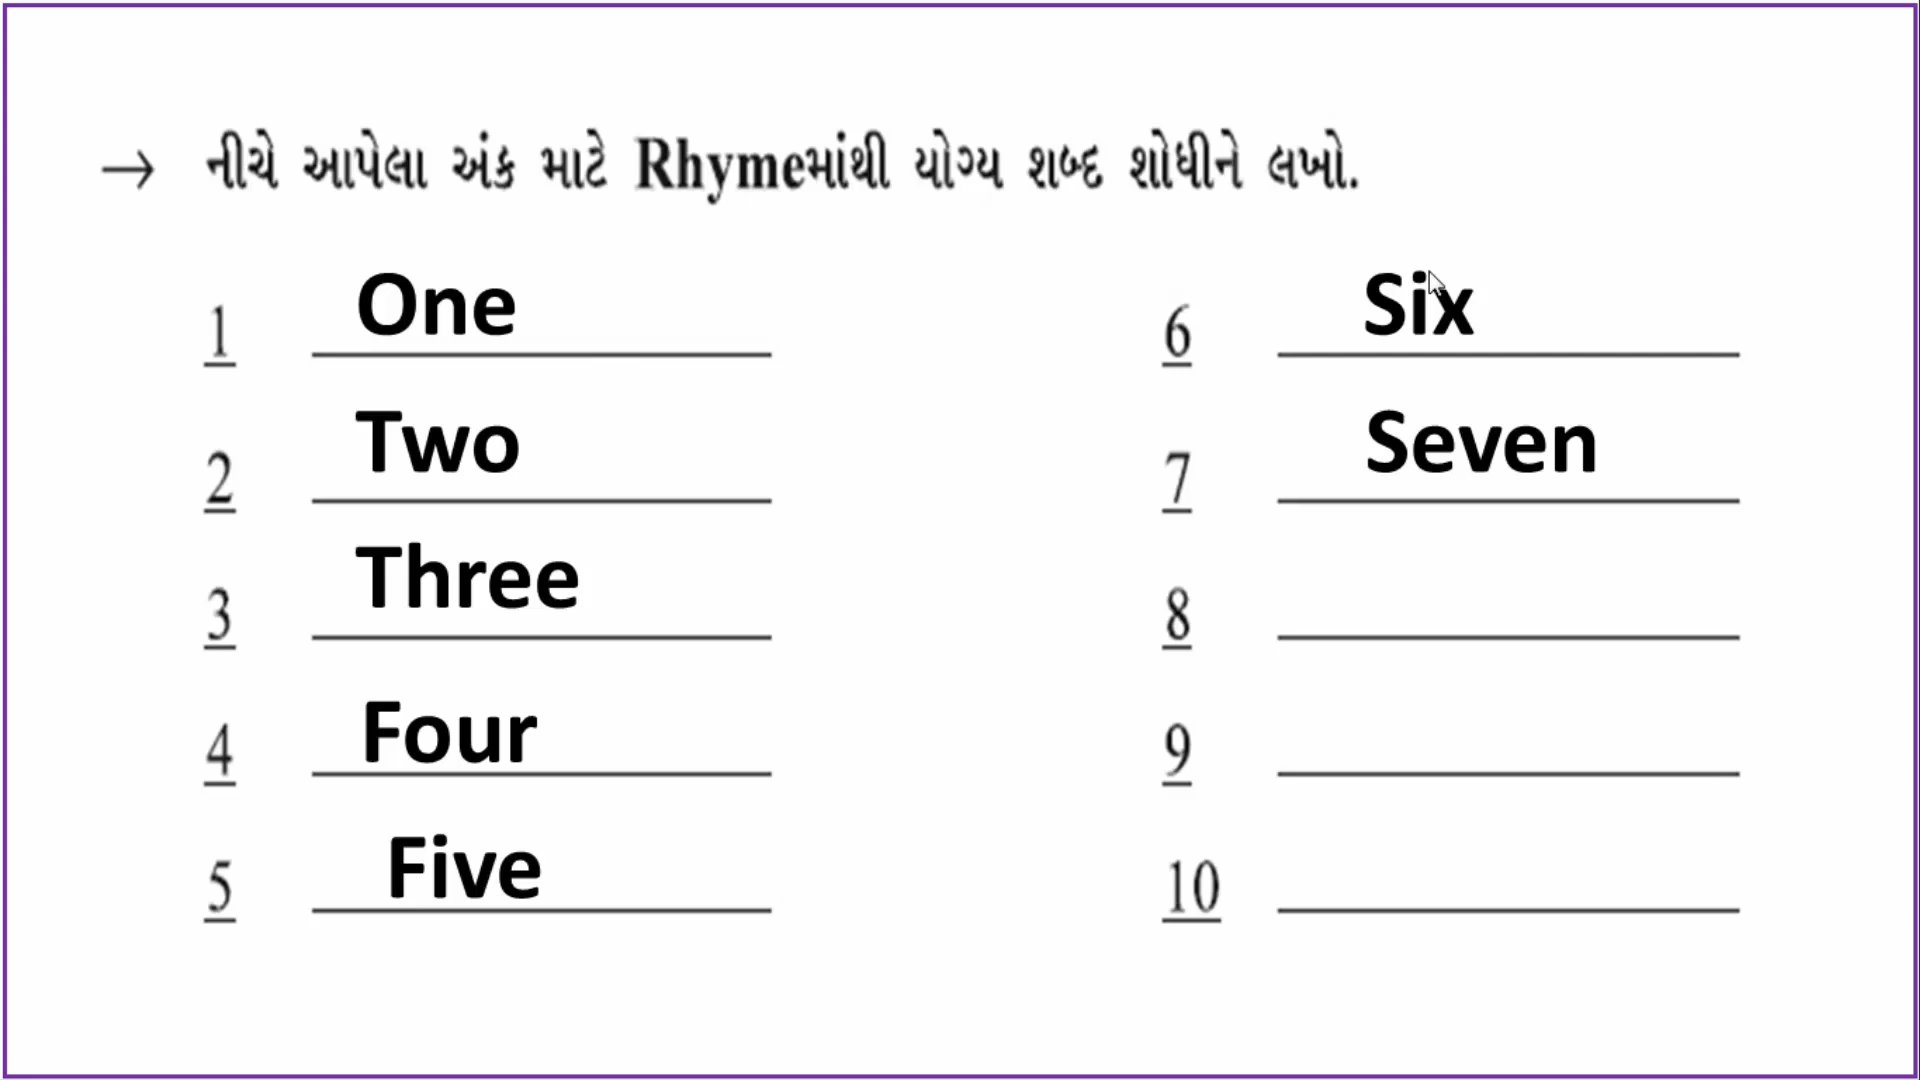 → નીચે આપેલા અંક માટે Rhymeમાંથી યોગ્ય શબ્દ શોધીને લખો.
1 One
2 Two
3 Three
4 Four
5 Five
6 Six
7 Seven
8
9
10